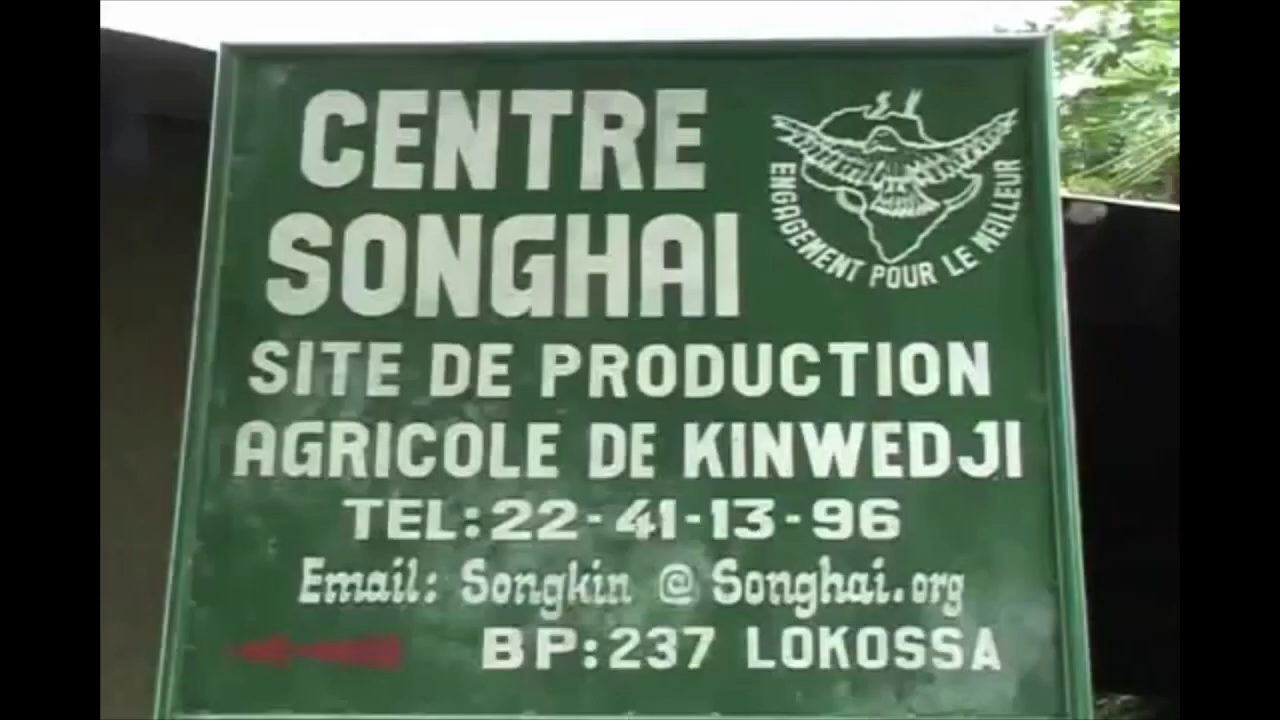 CENTRE
SONGHAI
ENGAGEMENT POUR LE MEILLEUR
SITE DE PRODUCTION
AGRICOLE DE KINWEDJI
TEL:22-41-13-96
Email: Songkin @ Songhai.org
BP:237 LOKOSSA